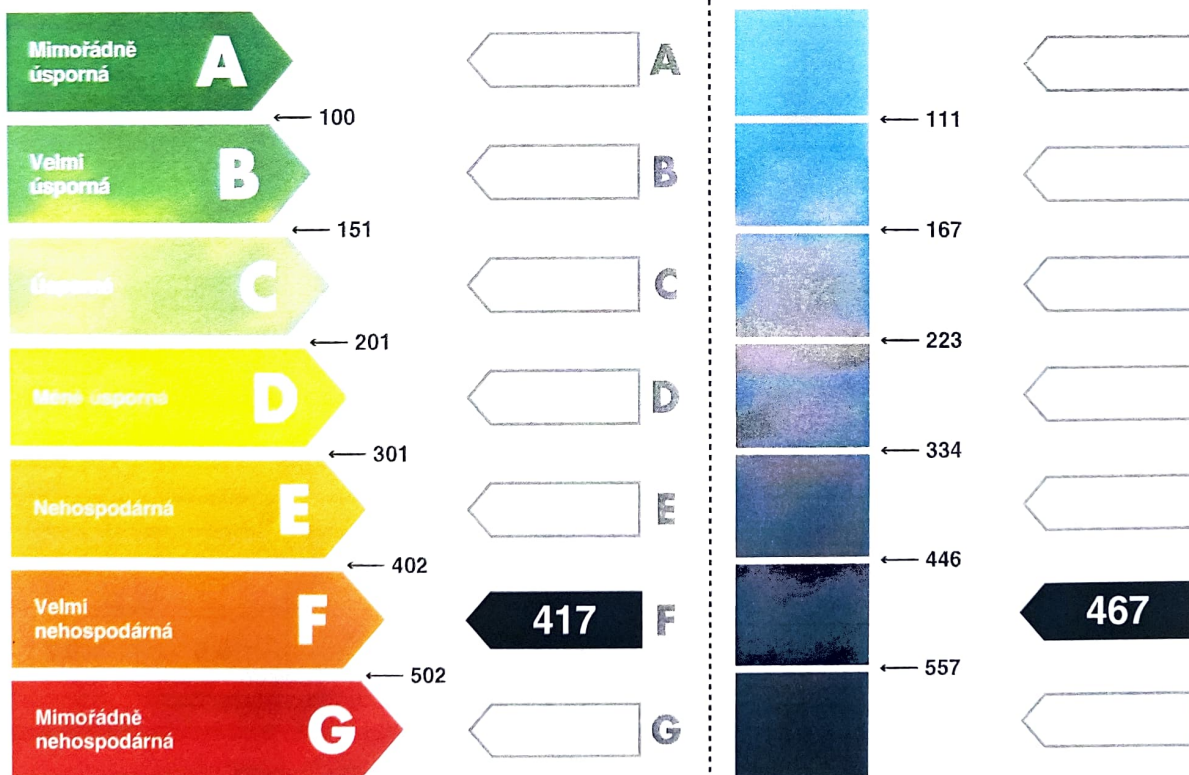 Mimořádně
úsporná
A
A
100
111
Velmi
úsporná
B
B
151
167
C
C
201
223
D
D
301
334
Nehospodárná
E
E
402
446
Velmi
nehospodárná
F
417
F
467
502
557
Mimořádně
nehospodárná
G
G